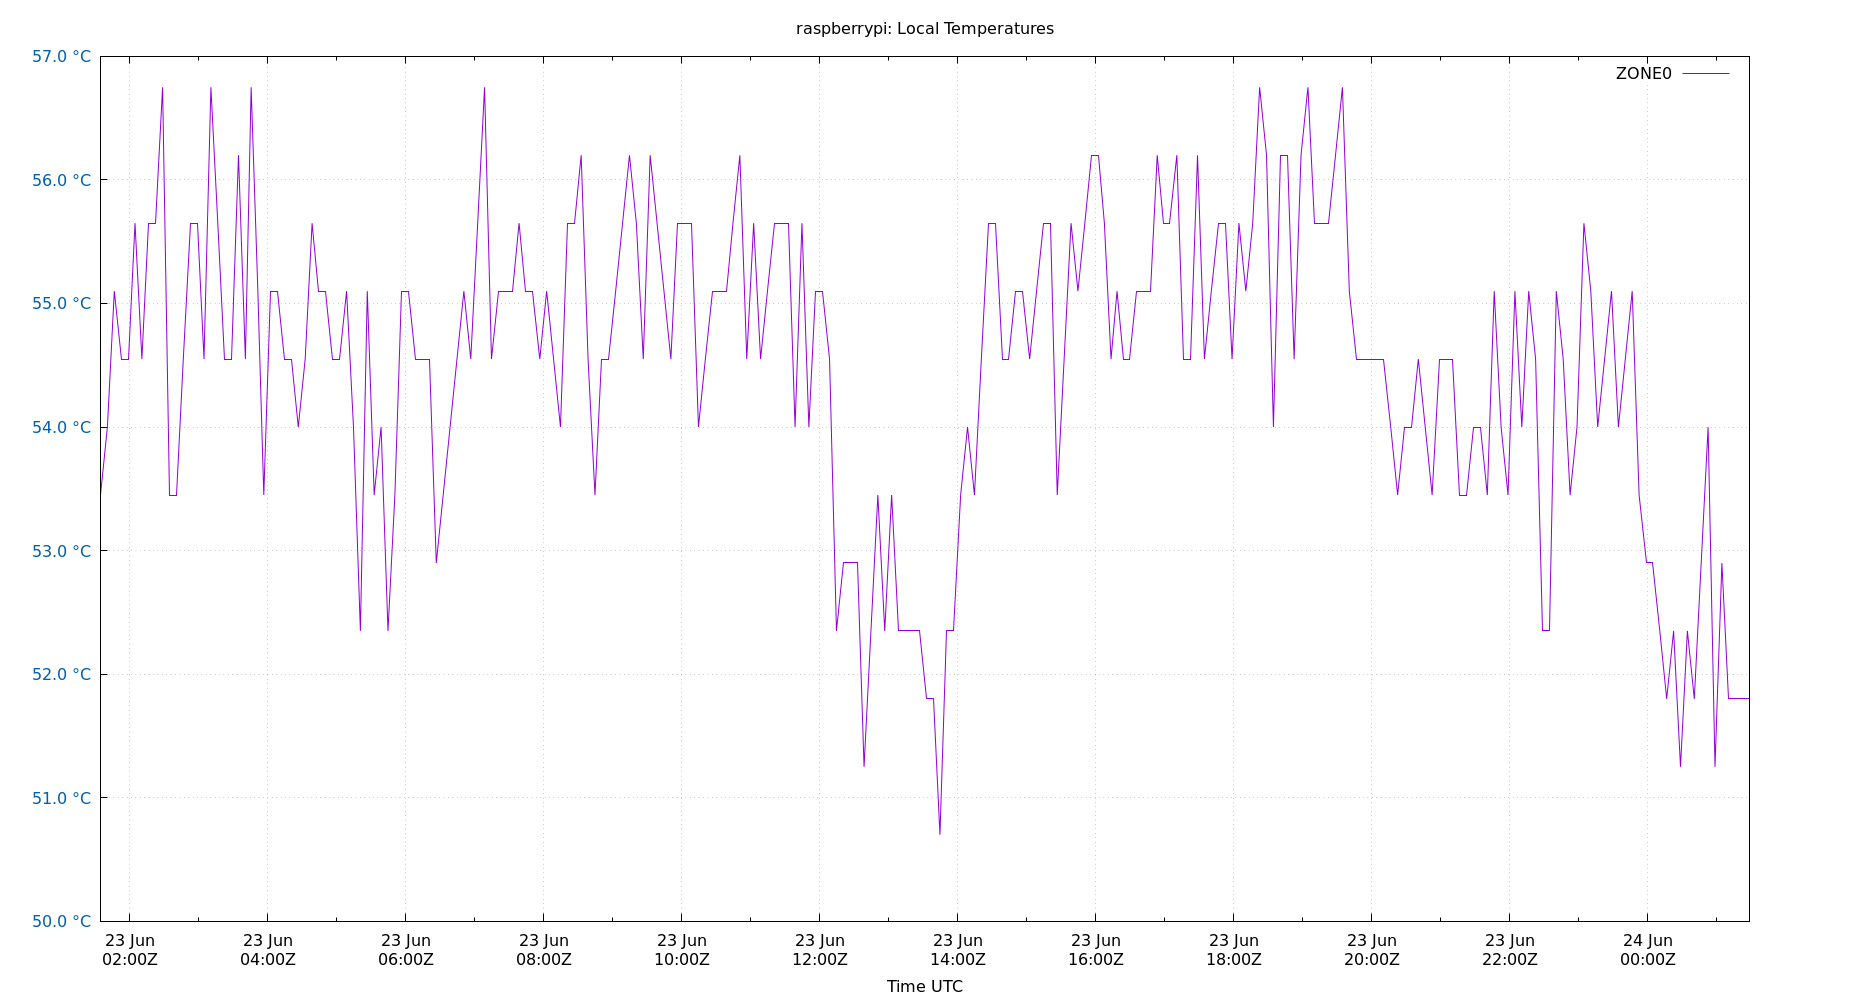 raspberrypi: Local Temperatures
57.0 °C
ZONE0
56.0 °C
55.0 °C
54.0 °C
53.0 °C
52.0 °C
51.0 °C
50.0 °C
23 Jun 23 Jun 23 Jun 23 Jun 23 Jun 23 Jun 23 Jun 23 Jun 23 Jun 23 Jun 23 Jun 24 Jun
02:00Z 04:00Z 06:00Z 08:00Z 10:00Z 12:00Z 14:00Z 16:00Z 18:00Z 20:00Z 22:00Z 00:00Z
Time UTC